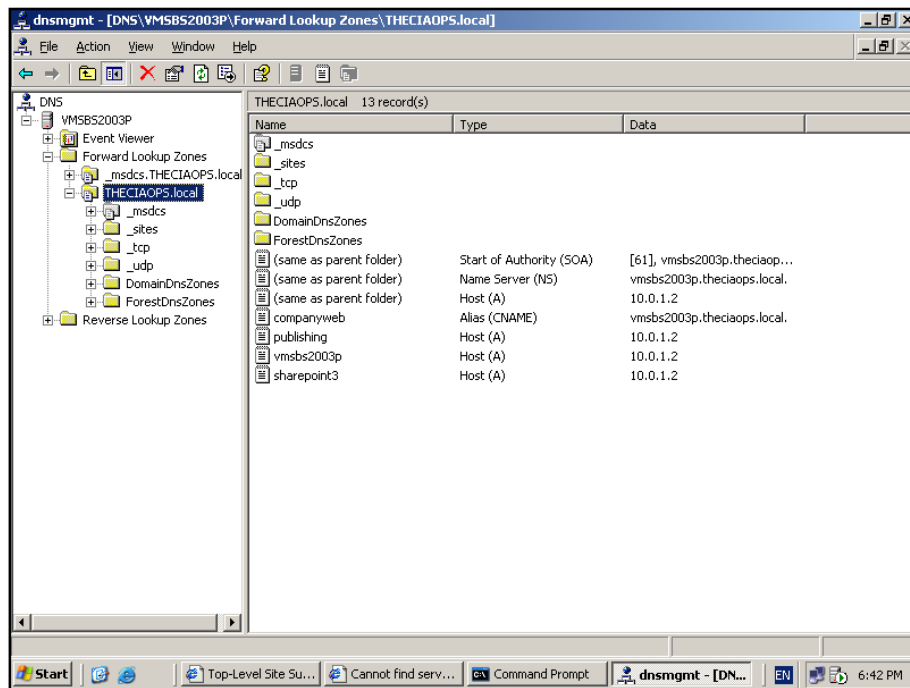 dnsmgmt - [DNS\VMSBS2003P\Forward Lookup Zones\THECIAOPS.local]
File Action View Window Help
DNS
VMSBS2003P
Event Viewer
Forward Lookup Zones
_msdcs.THECIAOPS.local
THECIAOPS.local
_msdcs
_sites
_tcp
_udp
DomainDnsZones
ForestDnsZones
Reverse Lookup Zones
THECIAOPS.local 13 record(s)
Name Type Data
_msdcs
_sites
_tcp
_udp
DomainDnsZones
ForestDnsZones
(same as parent folder) Start of Authority (SOA) [61], vmsbs2003p.theciaop...
(same as parent folder) Name Server (NS) vmsbs2003p.theciaops.local.
(same as parent folder) Host (A) 10.0.1.2
companyweb Alias (CNAME) vmsbs2003p.theciaops.local.
publishing Host (A) 10.0.1.2
vmsbs2003p Host (A) 10.0.1.2
sharepoint3 Host (A) 10.0.1.2
Start Top-Level Site Su... Cannot find serv... Command Prompt dnsmgmt - [DN... EN 6:42 PM